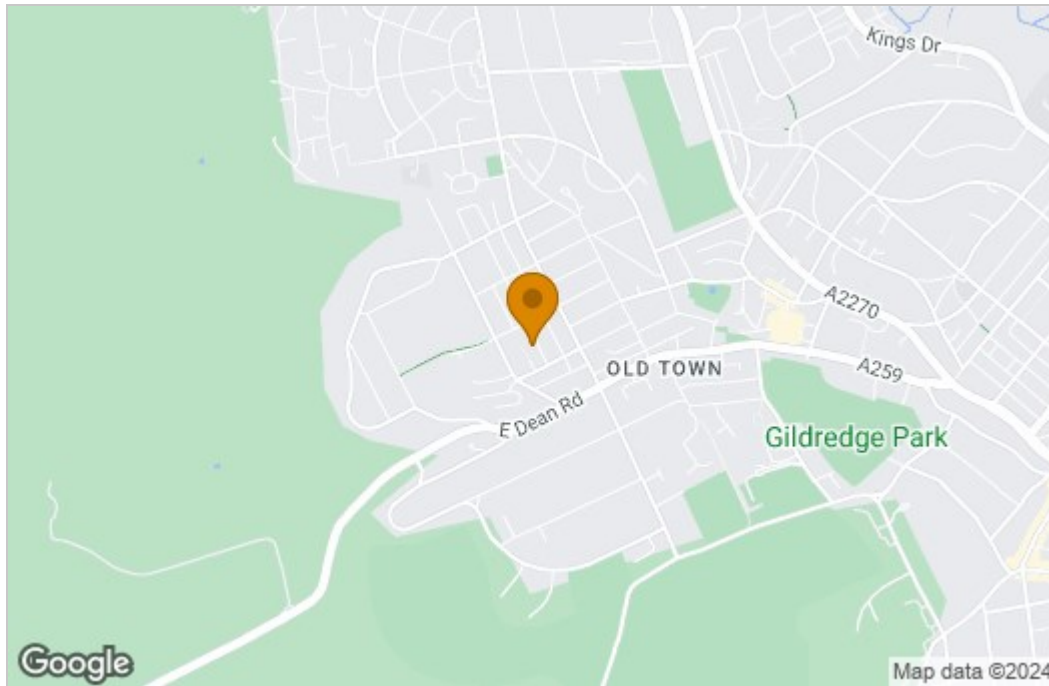 Kings Dr
A2270
OLD TOWN
A259
E Dean Rd
Gildredge Park
Google
Map data ©2024